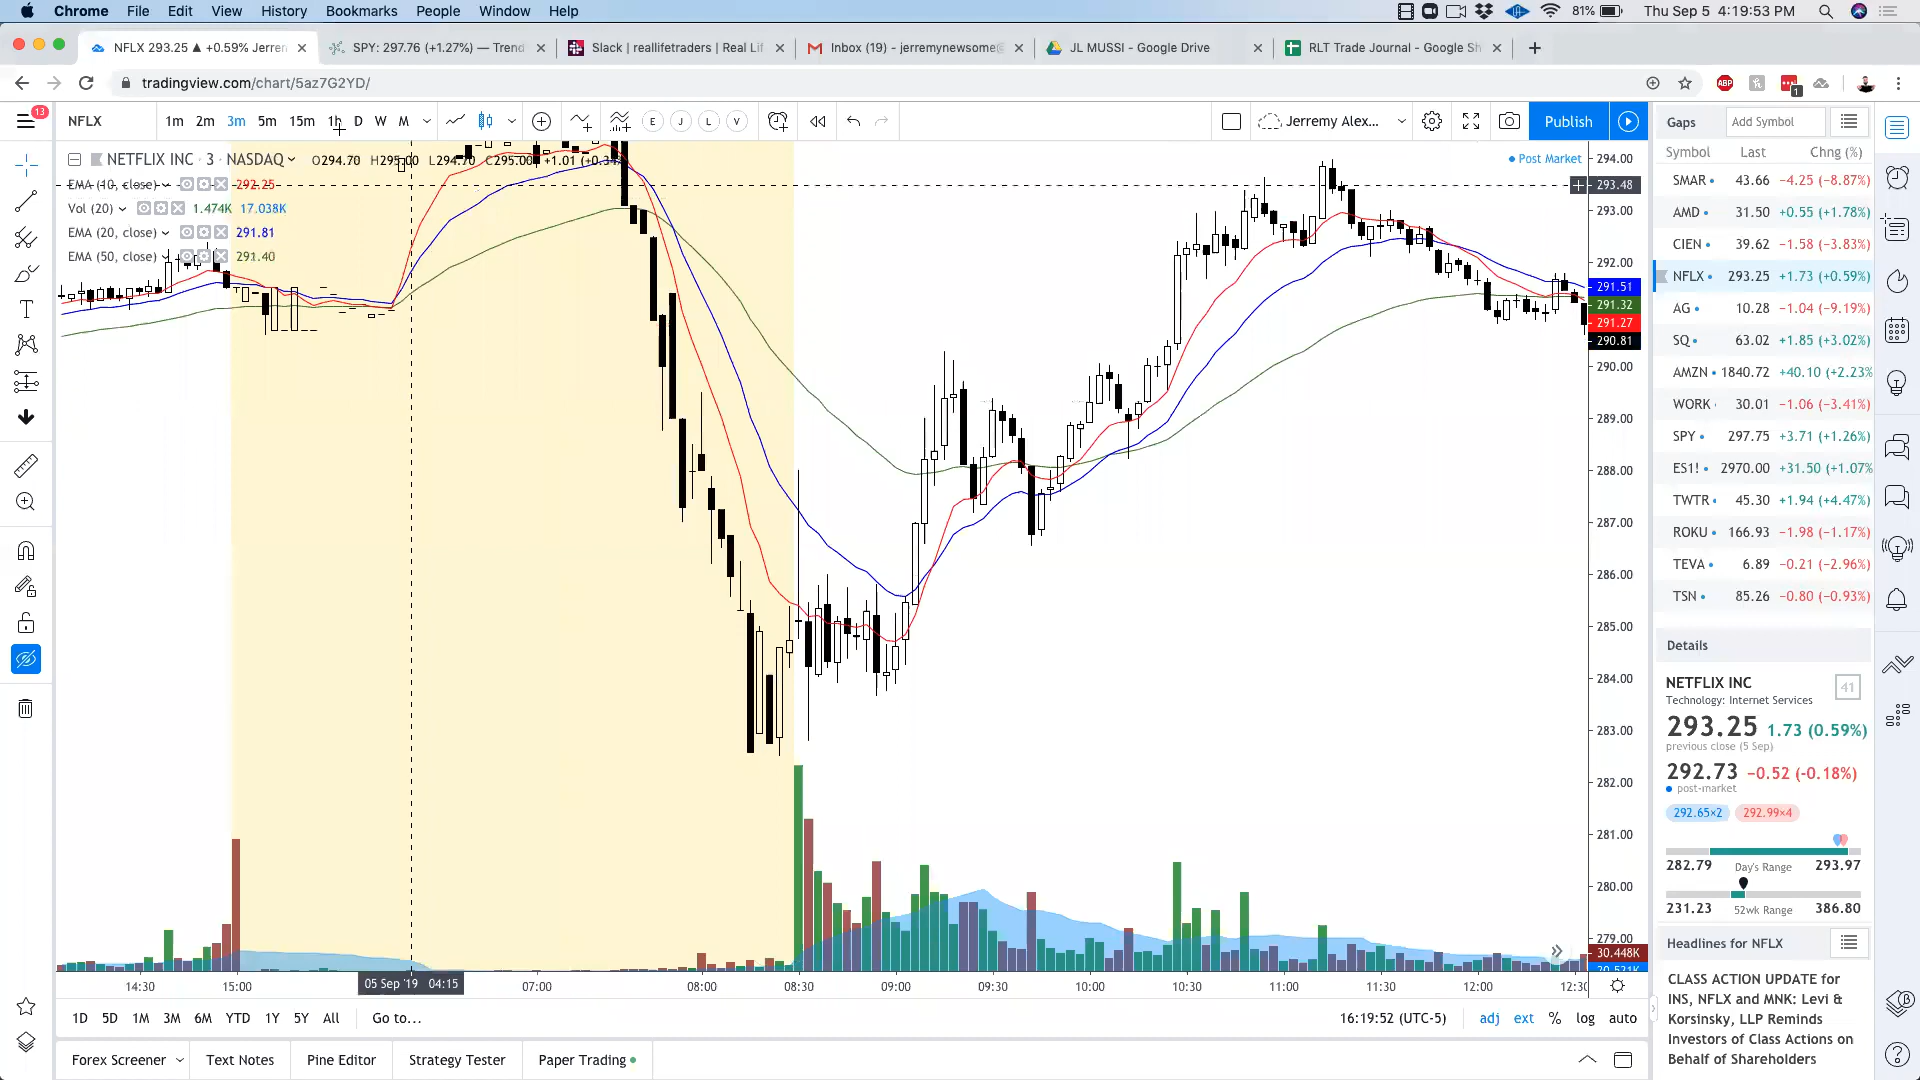 Chrome File Edit View History Bookmarks People Window Help 81% Thu Sep 5 4:19:53 PM
NFLX 293.25 ▲ +0.59% Jerrem SPY: 297.76 (+1.27%) — Trend Slack | reallifetraders | Real Lif Inbox (19) - jerremynewsome@ JL MUSSI - Google Drive RLT Trade Journal - Google Sh
tradingview.com/chart/5az7G2YD/ ABP 1
13 NFLX 1m 2m 3m 5m 15m 1h D W M E J L V Jerremy Alex... Publish
Gaps Add Symbol
NETFLIX INC · 3 · NASDAQ O294.70 H295.00 L294.70 C295.00 +1.01 (+0.34%
EMA (10, close) 292.25
Vol (20) 1.474K 17.038K
EMA (20, close) 291.81
EMA (50, close) 291.40
Post Market
294.00
293.48
293.00
292.00
291.51
291.32
291.27
290.81
290.00
289.00
288.00
287.00
286.00
285.00
284.00
283.00
282.00
281.00
280.00
279.00
30.448K
20.521K
14:30 15:00 05 Sep '19 04:15 07:00 08:00 08:30 09:00 09:30 10:00 10:30 11:00 11:30 12:00 12:30
1D 5D 1M 3M 6M YTD 1Y 5Y All Go to... 16:19:52 (UTC-5) adj ext % log auto
Forex Screener Text Notes Pine Editor Strategy Tester Paper Trading
Symbol Last Chng (%)
SMAR 43.66 −4.25 (−8.87%)
AMD 31.50 +0.55 (+1.78%)
CIEN 39.62 −1.58 (−3.83%)
NFLX 293.25 +1.73 (+0.59%)
AG 10.28 −1.04 (−9.19%)
SQ 63.02 +1.85 (+3.02%)
AMZN 1840.72 +40.10 (+2.23%
WORK 30.01 −1.06 (−3.41%)
SPY 297.75 +3.71 (+1.26%)
ES1! 2970.00 +31.50 (+1.07%
TWTR 45.30 +1.94 (+4.47%)
ROKU 166.93 −1.98 (−1.17%)
TEVA 6.89 −0.21 (−2.96%)
TSN 85.26 −0.80 (−0.93%)
Details
NETFLIX INC 41
Technology: Internet Services
293.25 1.73 (0.59%)
previous close (5 Sep)
292.73 −0.52 (-0.18%)
post-market
292.65×2 292.99×4
282.79 Day's Range 293.97
231.23 52wk Range 386.80
Headlines for NFLX
CLASS ACTION UPDATE for
INS, NFLX and MNK: Levi &
Korsinsky, LLP Reminds
Investors of Class Actions on
Behalf of Shareholders